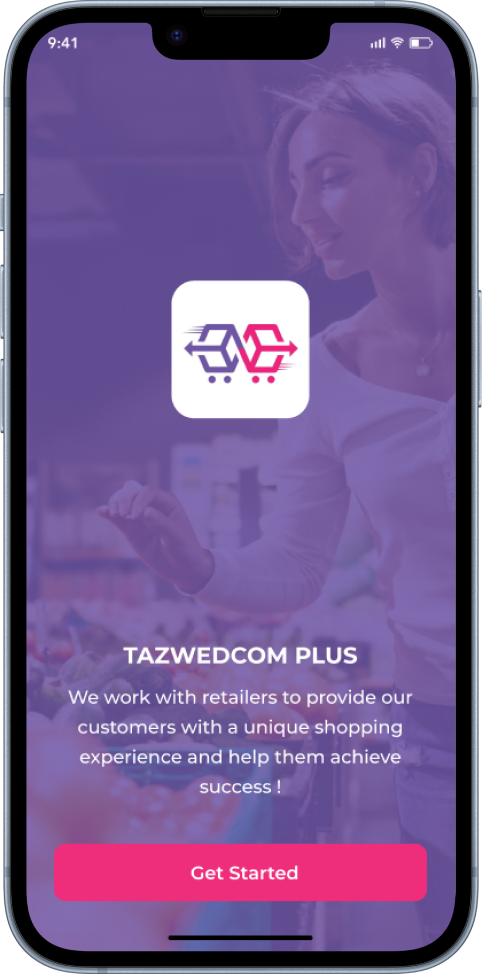 9:41
TAZWEDCOM PLUS
We work with retailers to provide our
customers with a unique shopping
experience and help them achieve
success !
Get Started